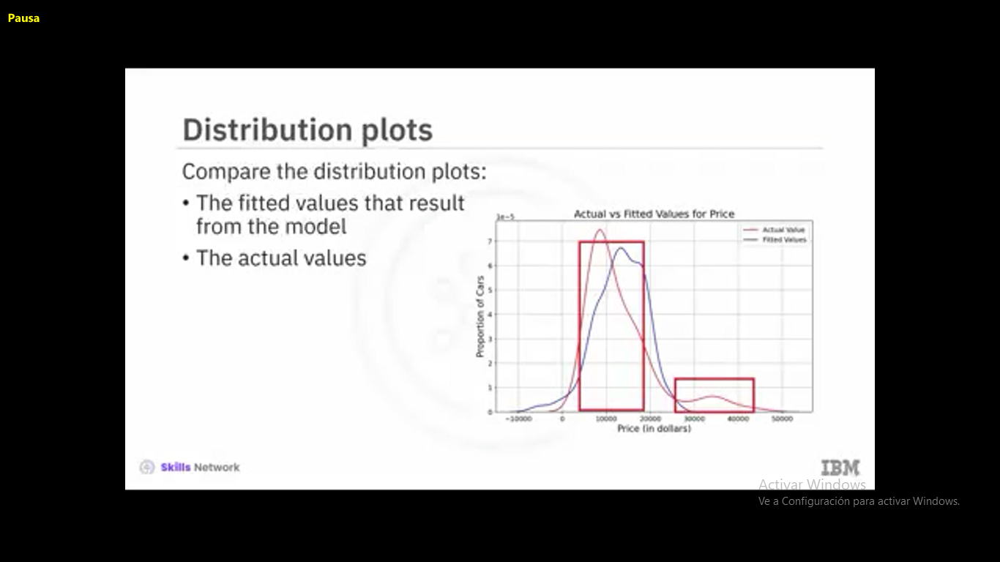 Pausa
Distribution plots
Compare the distribution plots:
• The fitted values that result
from the model
• The actual values
Actual vs Fitted Values for Price
1e−5
Actual Value
Fitted Values
Proportion of Cars
7
6
5
4
3
2
1
0
−10000 0 10000 20000 30000 40000 50000
Price (in dollars)
Skills Network
IBM
Activar Windows
Ve a Configuración para activar Windows.